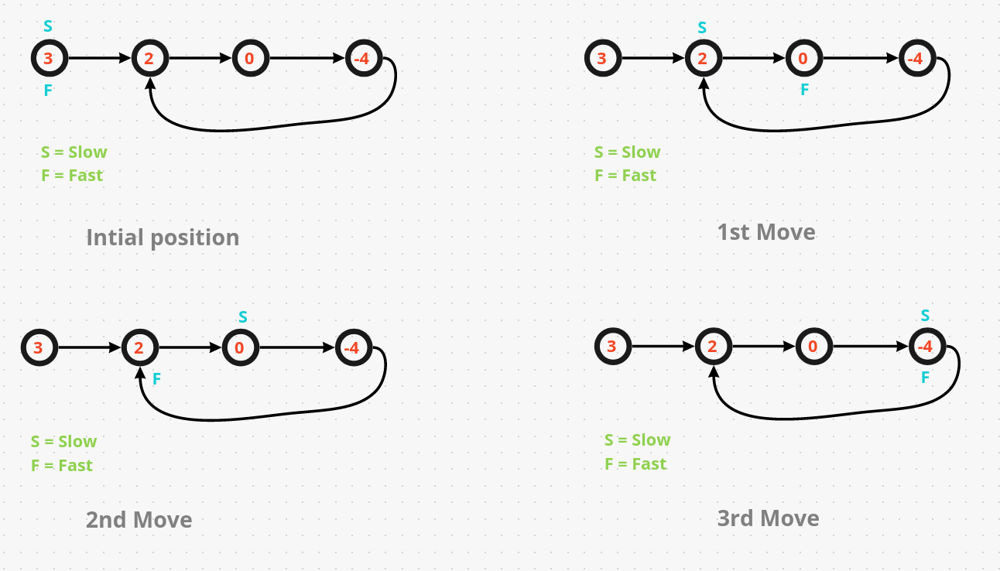 S
3 2 0 -4
F
S = Slow
F = Fast
Intial position
S
3 2 0 -4
F
S = Slow
F = Fast
1st Move
S
3 2 0 -4
F
S = Slow
F = Fast
2nd Move
S
3 2 0 -4
F
S = Slow
F = Fast
3rd Move